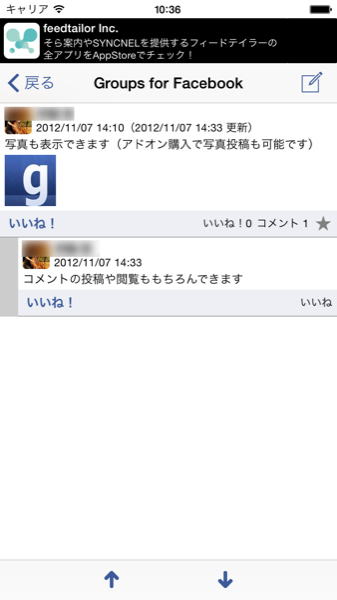 キャリア 10:36
feedtailor Inc.
そら案内やSYNCNELを提供するフィードテイラーの
全アプリをAppStoreでチェック！
戻る Groups for Facebook
2012/11/07 14:10（2012/11/07 14:33 更新）
写真も表示できます（アドオン購入で写真投稿も可能です）
g
いいね！ いいね！0 コメント 1
2012/11/07 14:33
コメントの投稿や閲覧ももちろんできます
いいね！ いいね